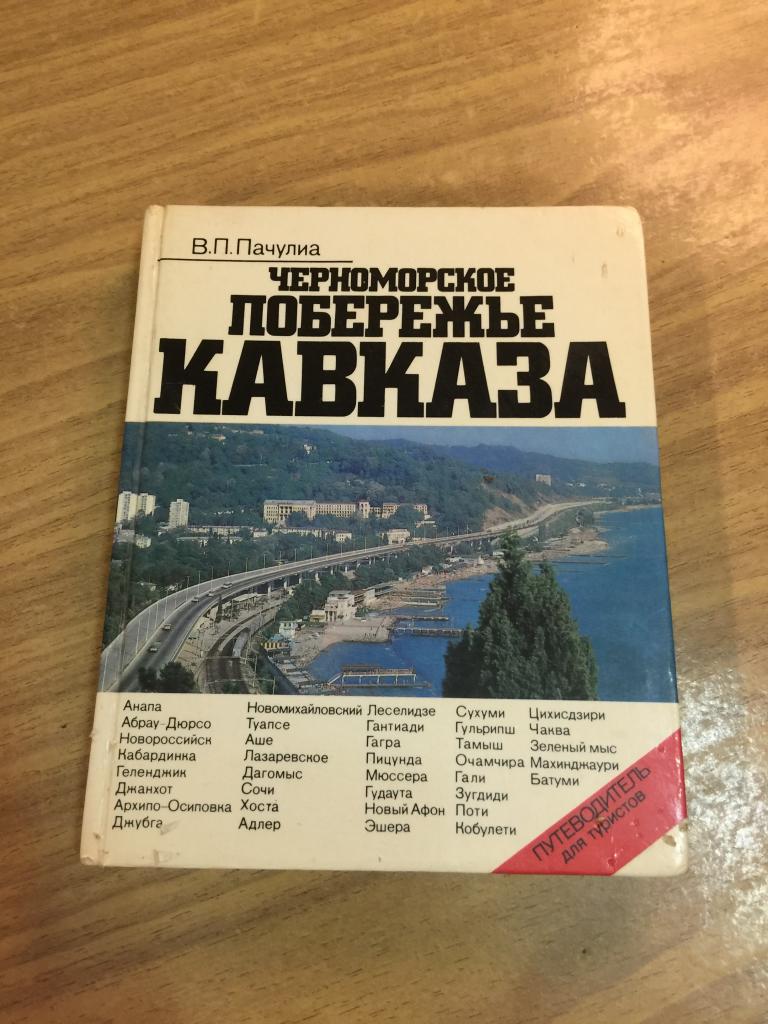 В.П.Пачулиа
ЧЕРНОМОРСКОЕ
ПОБЕРЕЖЬЕ
КАВКАЗА
Анапа
Абрау-Дюрсо
Новороссийск
Кабардинка
Геленджик
Джанхот
Архипо-Осиповка
Джубга
Новомихайловский
Туапсе
Аше
Лазаревское
Дагомыс
Сочи
Хоста
Адлер
Леселидзе
Гантиади
Гагра
Пицунда
Мюссера
Гудаута
Новый Афон
Эшера
Сухуми
Гульрипш
Тамыш
Очамчира
Гали
Зугдиди
Поти
Кобулети
Цихисдзири
Чаква
Зеленый мыс
Махинджаури
Батуми
ПУТЕВОДИТЕЛЬ
для туристов